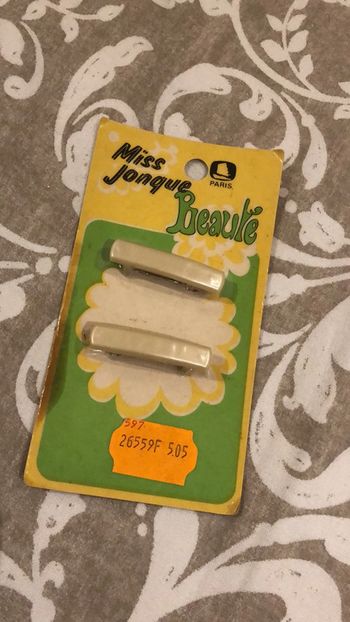 Miss
Jonque
PARIS
Beauté
597
26559F 5.05